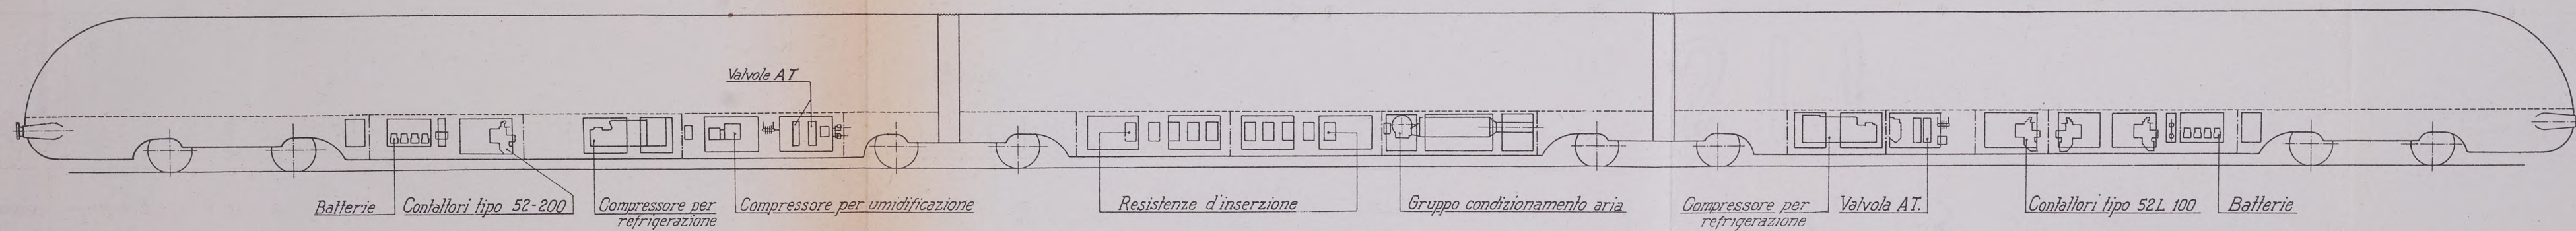 Valvole AT
Batterie
Contattori tipo 52-200
Compressore per
refrigerazione
Compressore per umidificazione
Resistenze d'inserzione
Gruppo condizionamento aria
Compressore per
refrigerazione
Valvola AT.
Contattori tipo 52L 100
Batterie